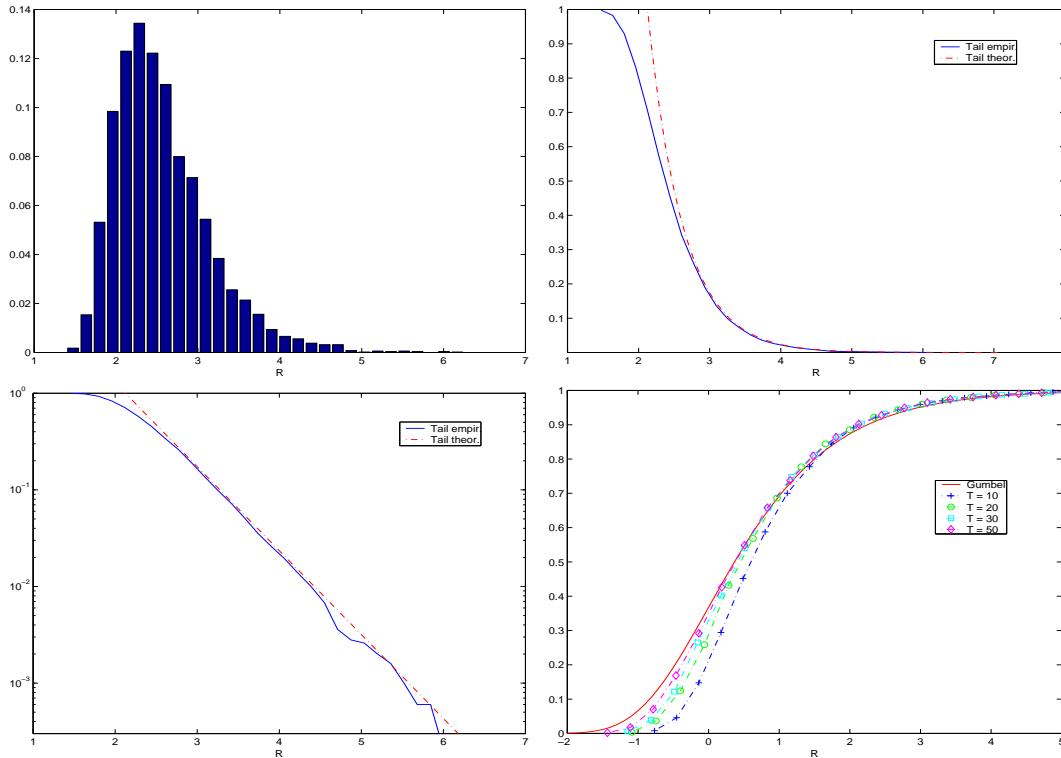 0.14
0.12
0.1
0.08
0.06
0.04
0.02
0
1 2 3 4 5 6 7
R
1
0.9
0.8
0.7
0.6
0.5
0.4
0.3
0.2
0.1
1 2 3 4 5 6 7
R
Tail empir.
Tail theor.
10^0
10^-1
10^-2
10^-3
1 2 3 4 5 6 7
R
Tail empir.
Tail theor.
1
0.9
0.8
0.7
0.6
0.5
0.4
0.3
0.2
0.1
0
-2 -1 0 1 2 3 4 5
R
Gumbel
T = 10
T = 20
T = 30
T = 50